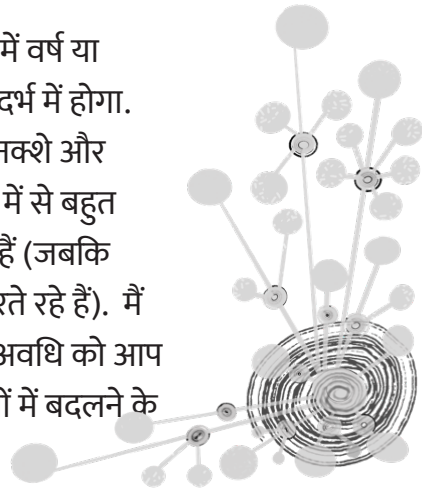 में वर्ष या
दर्भ में होगा.
नक्शे और
में से बहुत
हैं (जबकि
रते रहे हैं). मैं
अवधि को आप
ों में बदलने के